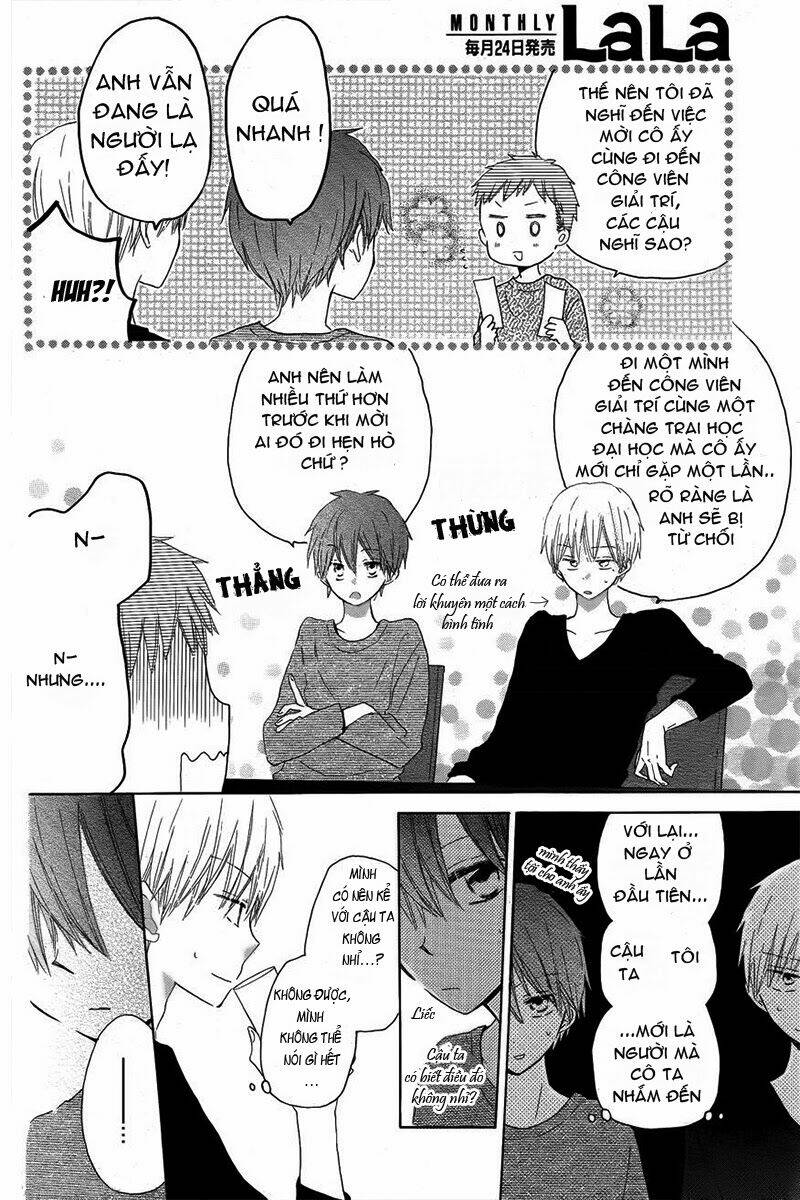 MONTHLY
毎月24日発売
LaLa
THẾ NÊN TÔI ĐÃ
NGHĨ ĐẾN VIỆC
MỜI CÔ ẤY
CÙNG ĐI ĐẾN
CÔNG VIÊN
GIẢI TRÍ,
CÁC CẬU
NGHĨ SAO?
QUÁ
NHANH !
ANH VẪN
ĐANG LÀ
NGƯỜI LẠ
ĐẤY!
HUH?!
ĐI MỘT MÌNH
ĐẾN CÔNG VIÊN
GIẢI TRÍ CÙNG MỘT
CHÀNG TRAI HỌC
ĐẠI HỌC MÀ CÔ ẤY
MỚI CHỈ GẶP MỘT LẦN..
RÕ RÀNG LÀ
ANH SẼ BỊ
TỪ CHỐI
ANH NÊN LÀM
NHIỀU THỨ HƠN
TRƯỚC KHI MỜI
AI ĐÓ ĐI HẸN HÒ
CHỨ ?
THẲNG
THỪNG
Có thể đưa ra
lời khuyên một cách
bình tĩnh
N-
N-
NHƯNG....
VỚI LẠI...
NGAY Ở
LẦN
ĐẦU TIÊN...
CẬU
TA
TÔI
...MỚI LÀ
NGƯỜI MÀ
CÔ TA
NHẮM ĐẾN
mình thấy
tội cho anh ấy
Liếc
Cậu ta
có biết điều đó
không nhỉ?
MÌNH
CÓ NÊN KỂ
VỚI CẬU TA
KHÔNG
NHỈ...?
KHÔNG ĐƯỢC,
MÌNH
KHÔNG THỂ
NÓI GÌ HẾT
...